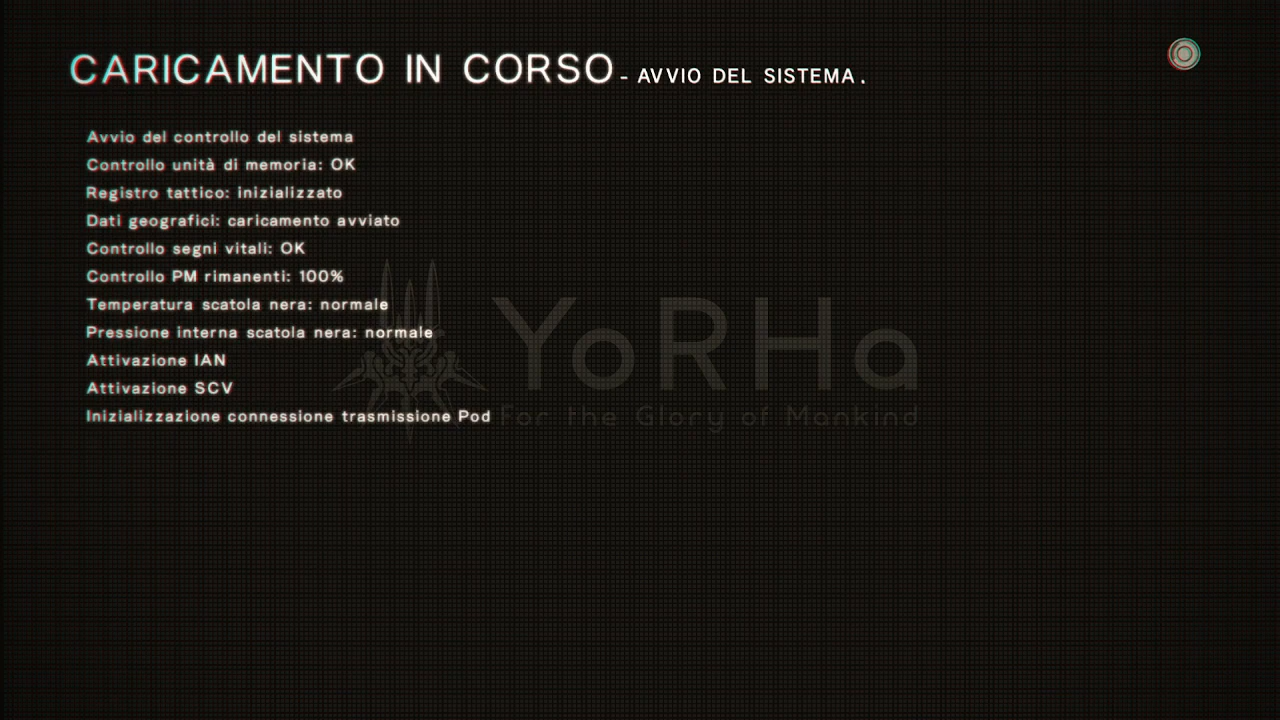 CARICAMENTO IN CORSO - AVVIO DEL SISTEMA.
Avvio del controllo del sistema
Controllo unità di memoria: OK
Registro tattico: inizializzato
Dati geografici: caricamento avviato
Controllo segni vitali: OK
Controllo PM rimanenti: 100%
Temperatura scatola nera: normale
Pressione interna scatola nera: normale
Attivazione IAN
Attivazione SCV
Inizializzazione connessione trasmissione Pod
YoRHa
For the Glory of Mankind